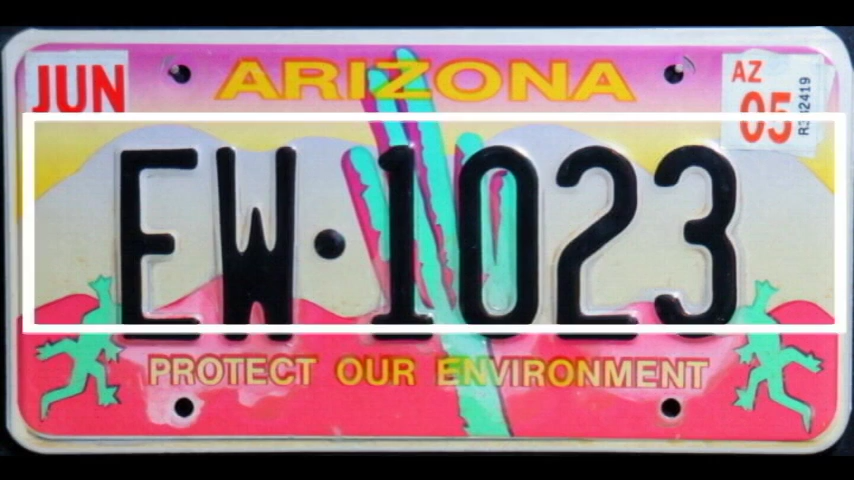 JUN
ARIZONA
AZ
05
EW·1023
PROTECT OUR ENVIRONMENT